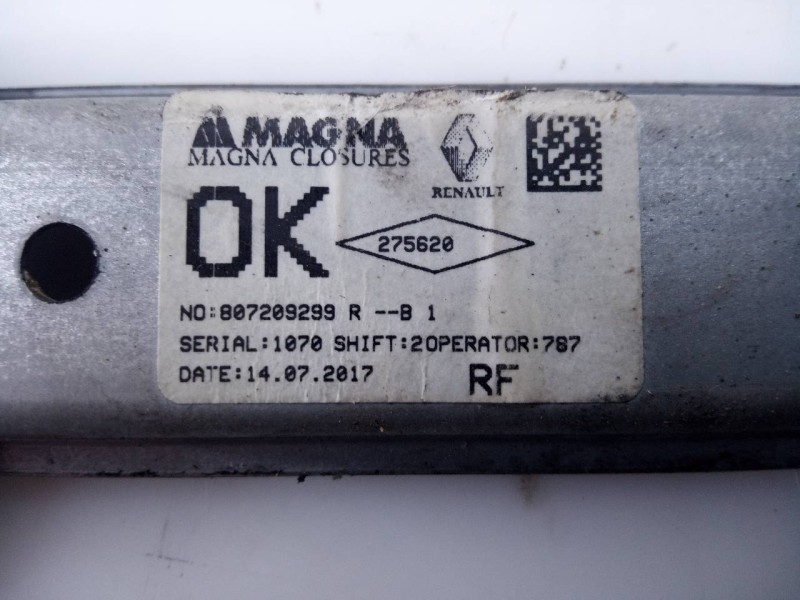 MAGNA
MAGNA CLOSURES
RENAULT
OK
275620
NO:807209299 R --B 1
SERIAL:1070 SHIFT:2OPERATOR:787
DATE:14.07.2017 RF